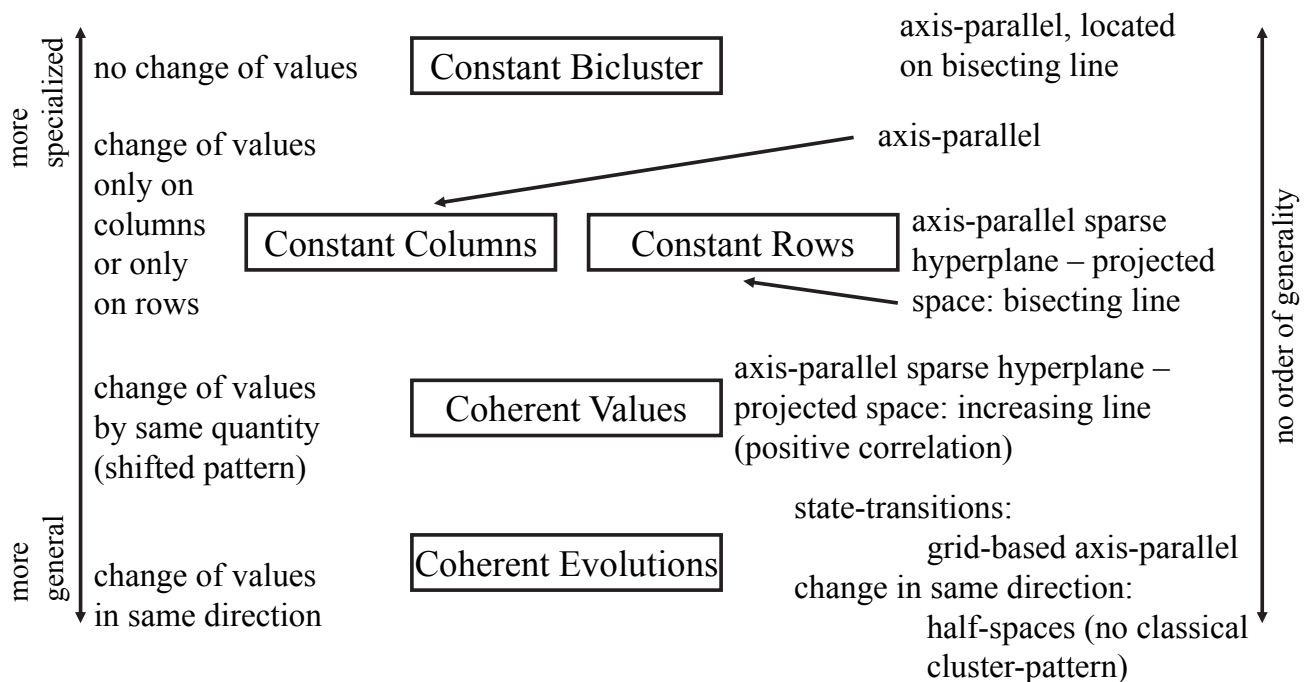 more
specialized
no change of values
Constant Bicluster
axis-parallel, located
on bisecting line
change of values
only on
columns
or only
on rows
axis-parallel
Constant Columns
Constant Rows
axis-parallel sparse
hyperplane – projected
space: bisecting line
no order of generality
change of values
by same quantity
(shifted pattern)
Coherent Values
axis-parallel sparse hyperplane –
projected space: increasing line
(positive correlation)
more
general
change of values
in same direction
Coherent Evolutions
state-transitions:
grid-based axis-parallel
change in same direction:
half-spaces (no classical
cluster-pattern)